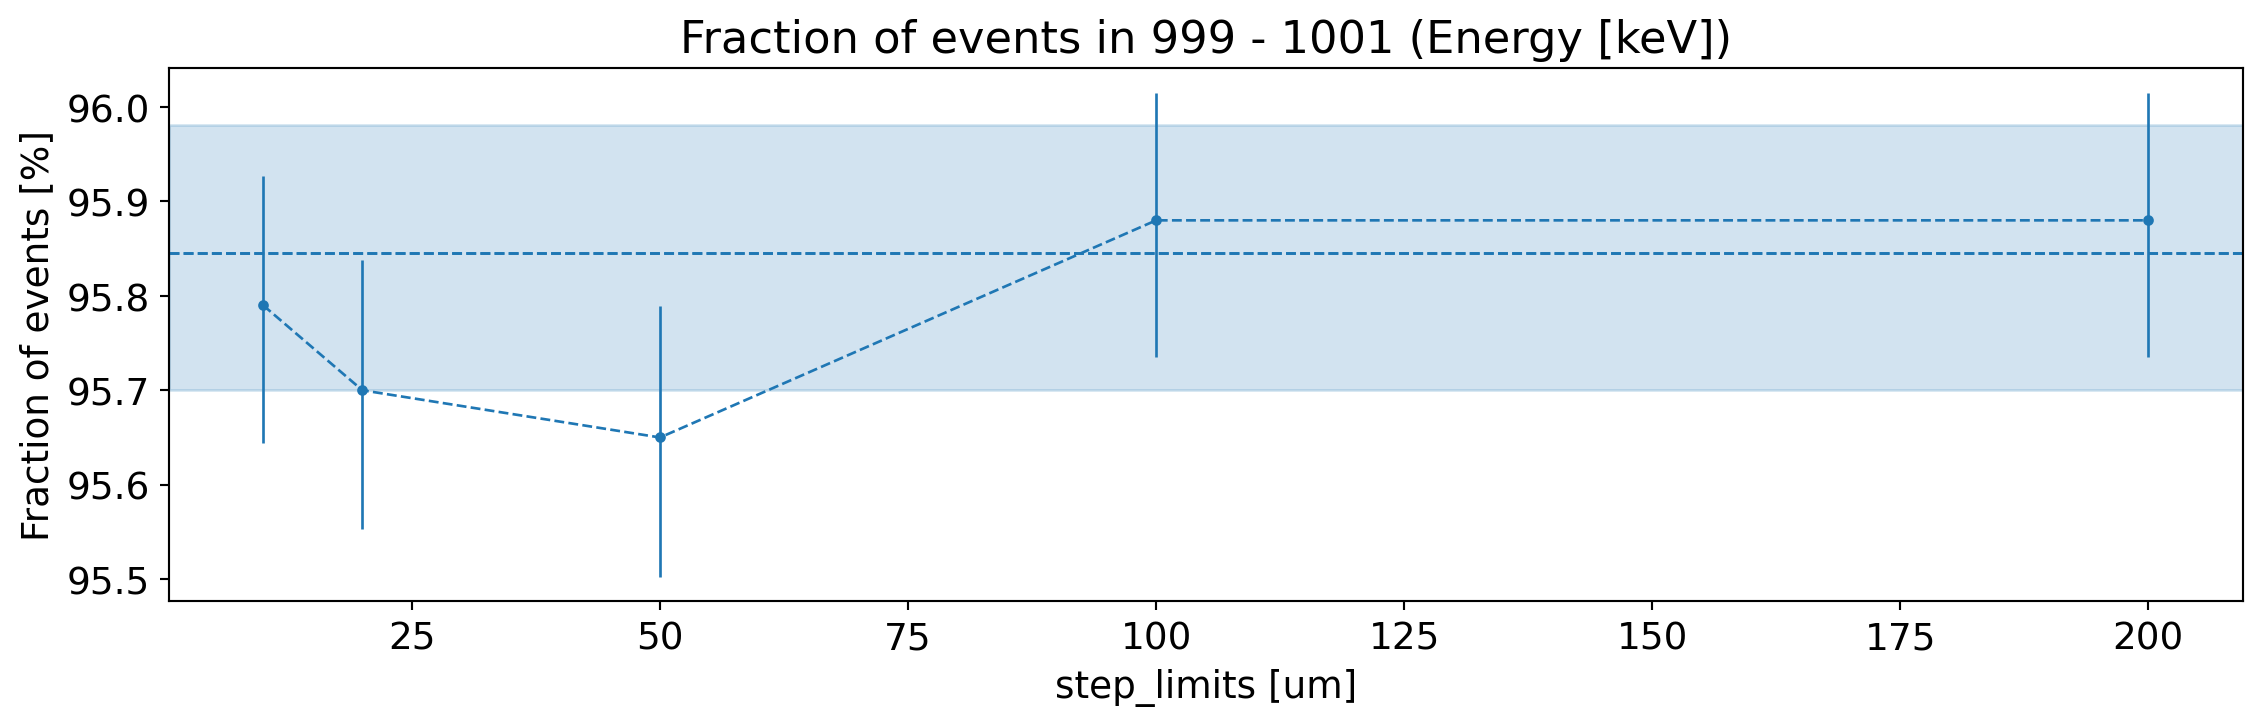 Fraction of events in 999 - 1001 (Energy [keV])
Fraction of events [%]
96.0
95.9
95.8
95.7
95.6
95.5
25 50 75 100 125 150 175 200
step_limits [um]